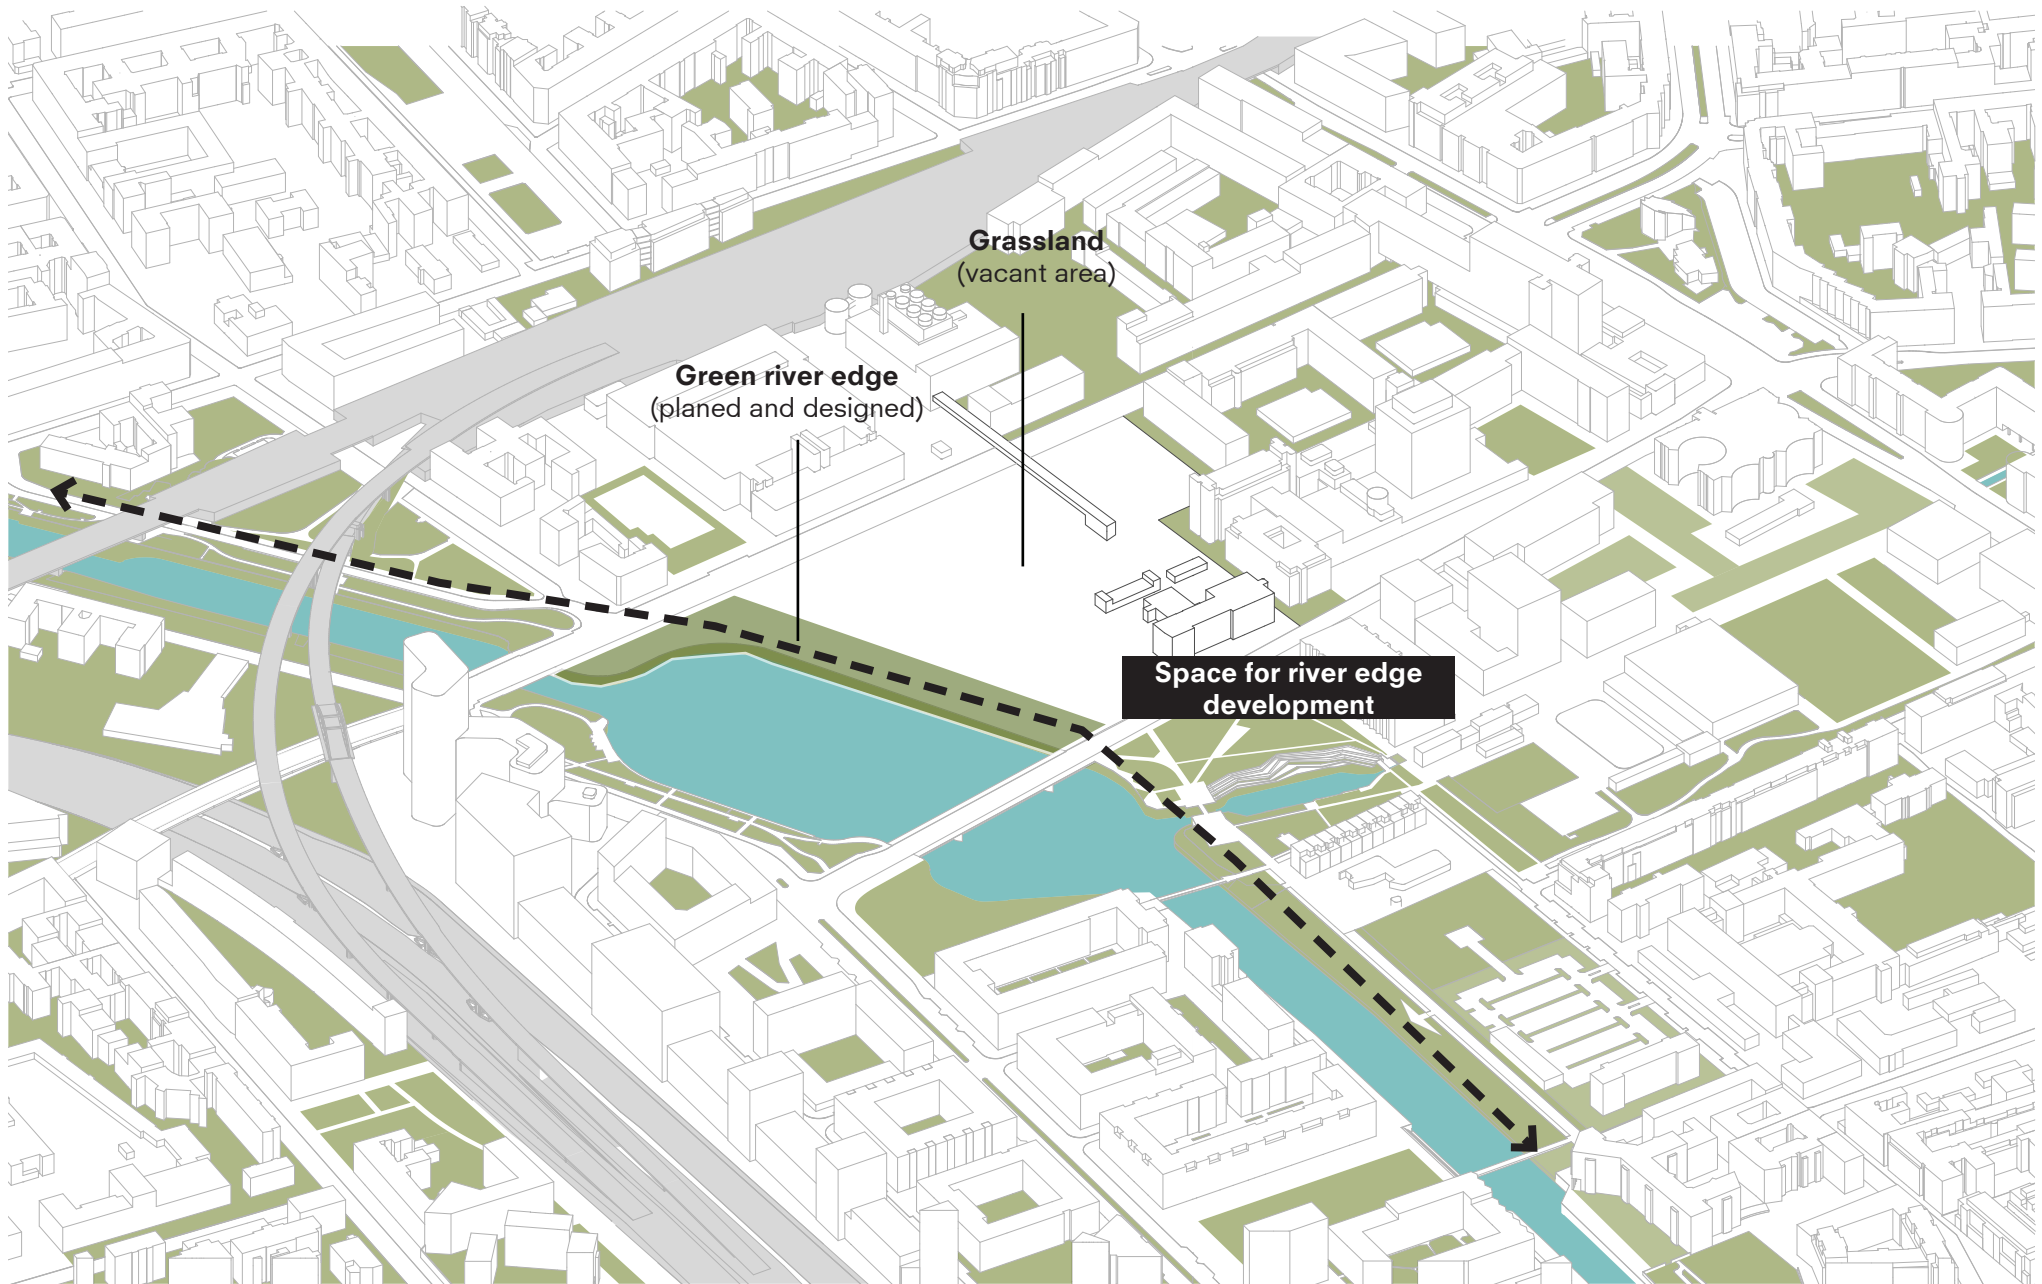 Grassland
(vacant area)
Green river edge
(planed and designed)
Space for river edge
development